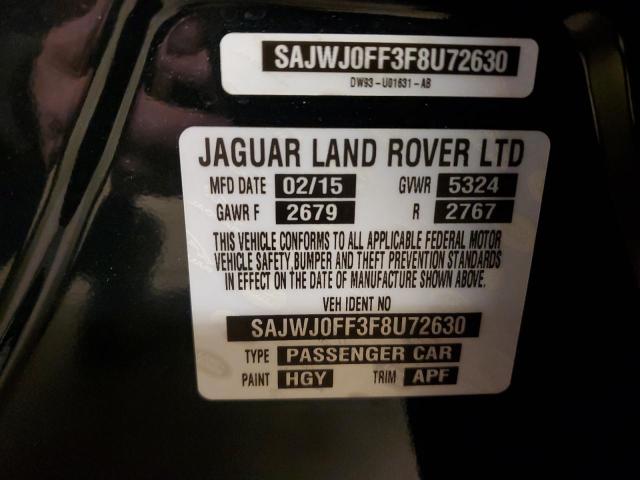 SAJWJ0FF3F8U72630
DW93-U01631-AB
JAGUAR LAND ROVER LTD
MFD DATE 02/15 GVWR 5324
GAWR F 2679 R 2767
THIS VEHICLE CONFORMS TO ALL APPLICABLE FEDERAL MOTOR
VEHICLE SAFETY,BUMPER AND THEFT PREVENTION STANDARDS
IN EFFECT ON THE DATE OF MANUFACTURE SHOWN ABOVE.
VEH IDENT NO
SAJWJ0FF3F8U72630
TYPE PASSENGER CAR
PAINT HGY TRIM APF